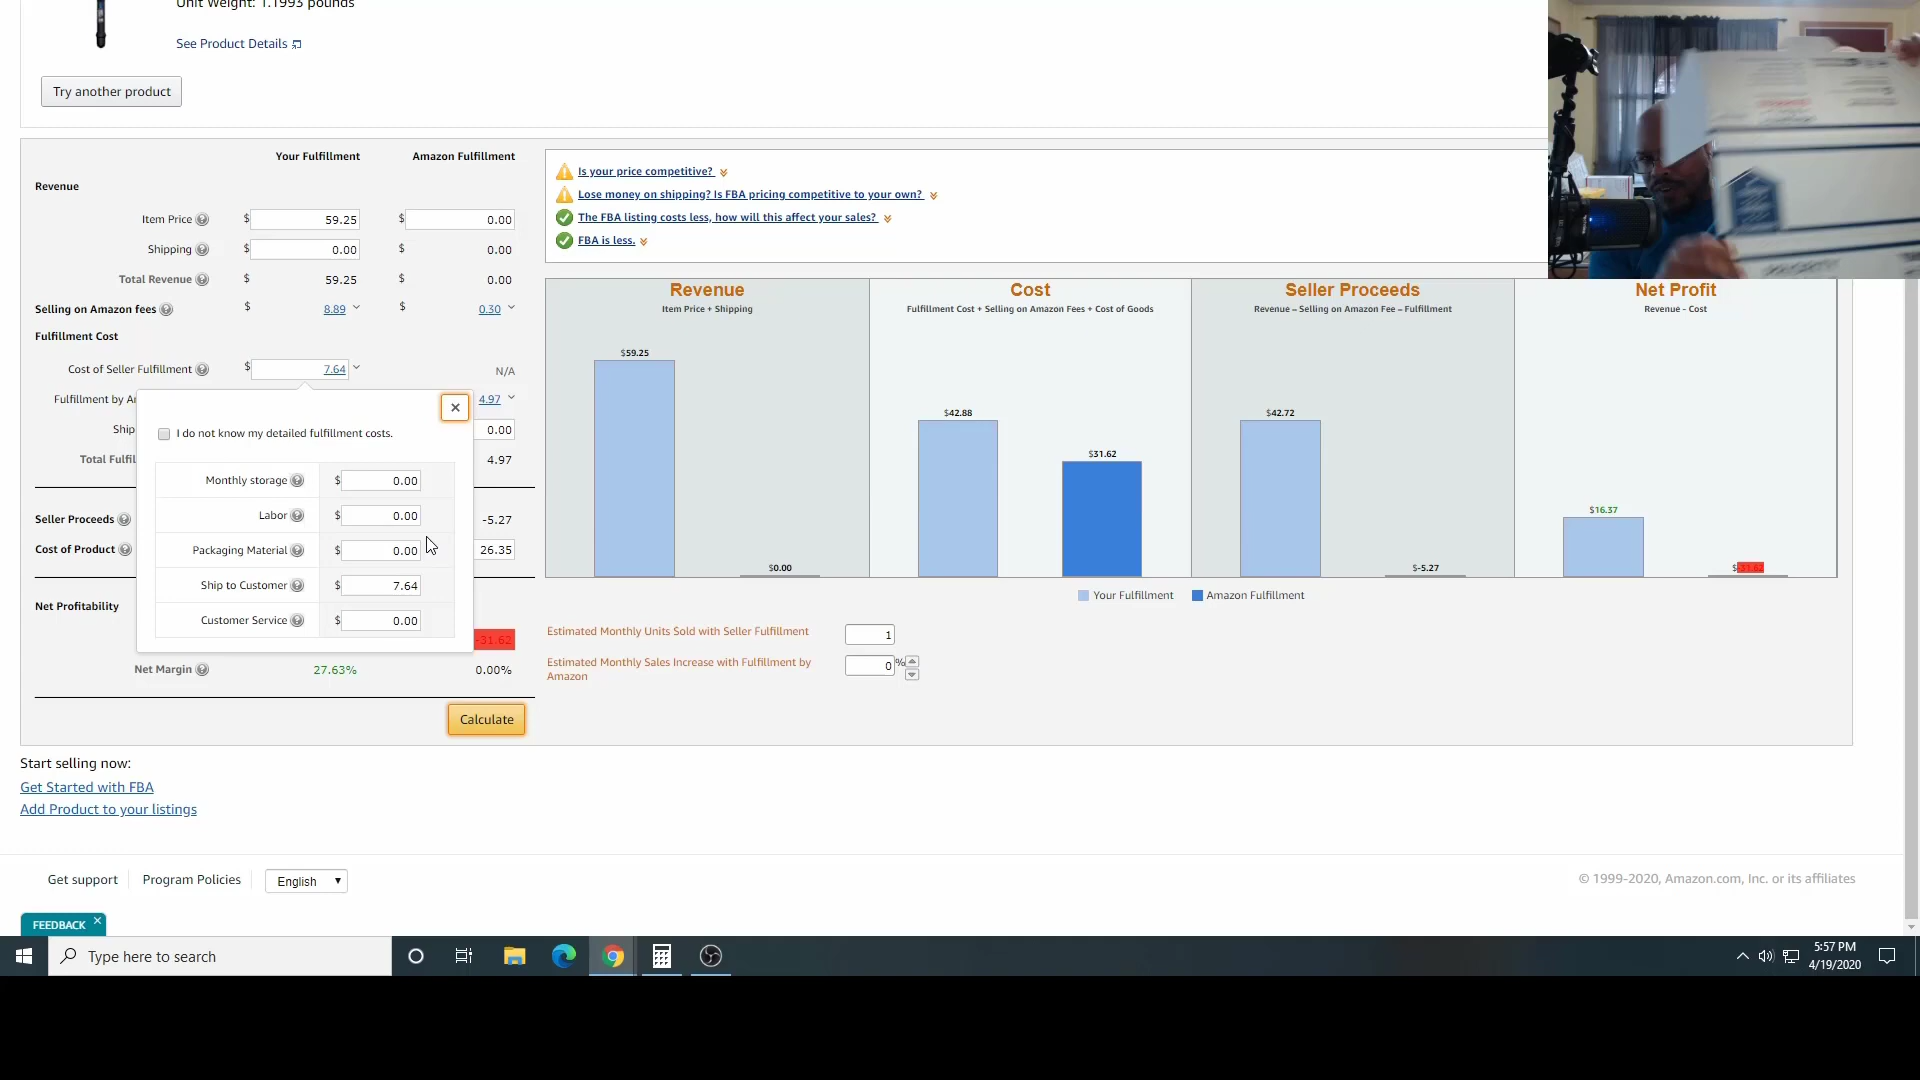 Unit Weight: 1.1993 pounds
See Product Details
Try another product
Your Fulfillment Amazon Fulfillment
Revenue
Item Price $ 59.25 $ 0.00
Shipping $ 0.00 $ 0.00
Total Revenue $ 59.25 $ 0.00
Selling on Amazon fees $ 8.89 $ 0.30
Fulfillment Cost
Cost of Seller Fulfillment $ 7.64 N/A
Fulfillment by Ar 4.97
Ship 0.00
Total Fulfil 4.97
Seller Proceeds -5.27
Cost of Product 26.35
Net Profitability
-31.62
Net Margin 27.63% 0.00%
Calculate
×
I do not know my detailed fulfillment costs.
Monthly storage $ 0.00
Labor $ 0.00
Packaging Material $ 0.00
Ship to Customer $ 7.64
Customer Service $ 0.00
Is your price competitive?
Lose money on shipping? Is FBA pricing competitive to your own?
The FBA listing costs less, how will this affect your sales?
FBA is less.
Revenue
Item Price + Shipping
$59.25
$0.00
Cost
Fulfillment Cost + Selling on Amazon Fees + Cost of Goods
$42.88
$31.62
Seller Proceeds
Revenue – Selling on Amazon Fee – Fulfillment
$42.72
$-5.27
Net Profit
Revenue - Cost
$16.37
$-31.62
Your Fulfillment Amazon Fulfillment
Estimated Monthly Units Sold with Seller Fulfillment 1
Estimated Monthly Sales Increase with Fulfillment by
Amazon 0 %
Start selling now:
Get Started with FBA
Add Product to your listings
Get support Program Policies English
© 1999-2020, Amazon.com, Inc. or its affiliates
FEEDBACK ×
Type here to search
5:57 PM
4/19/2020